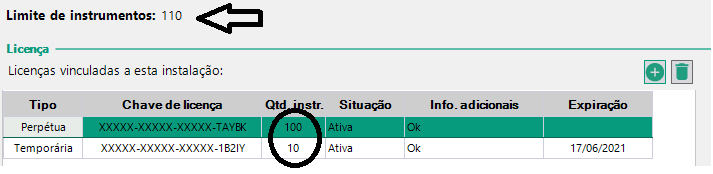 Limite de instrumentos: 110
Licença
Licenças vinculadas a esta instalação:
Tipo Chave de licença Qtd. instr. Situação Info. adicionais Expiração
Perpétua XXXXX-XXXXX-XXXXX-TAYBK 100 Ativa Ok
Temporária XXXXX-XXXXX-XXXXX-1B2IY 10 Ativa Ok 17/06/2021